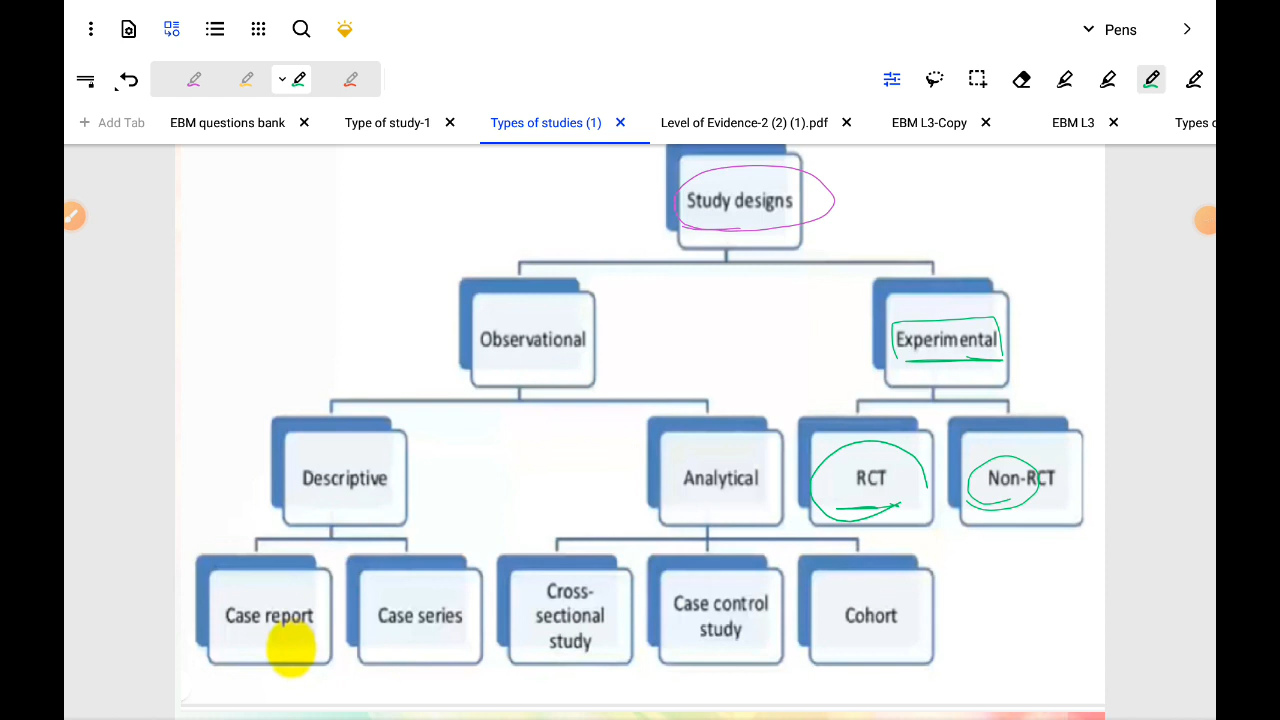 Pens
Add Tab
EBM questions bank
Type of study-1
Types of studies (1)
Level of Evidence-2 (2) (1).pdf
EBM L3-Copy
EBM L3
Types
Study designs
Observational
Experimental
Descriptive
Analytical
RCT
Non-RCT
Case report
Case series
Cross-
sectional
study
Case control
study
Cohort